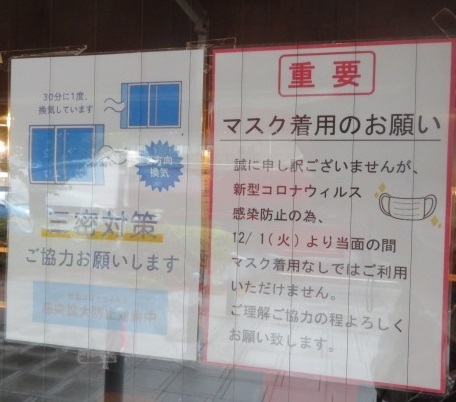 30分に1度、
換気しています
方向
換気
三密対策
ご協力お願いします
重要
マスク着用のお願い
誠に申し訳ございませんが、
新型コロナウィルス
感染防止の為、
12/1(火)より当面の間
マスク着用なしではご利用
いただけません。
ご理解ご協力の程よろしく
お願い致します。